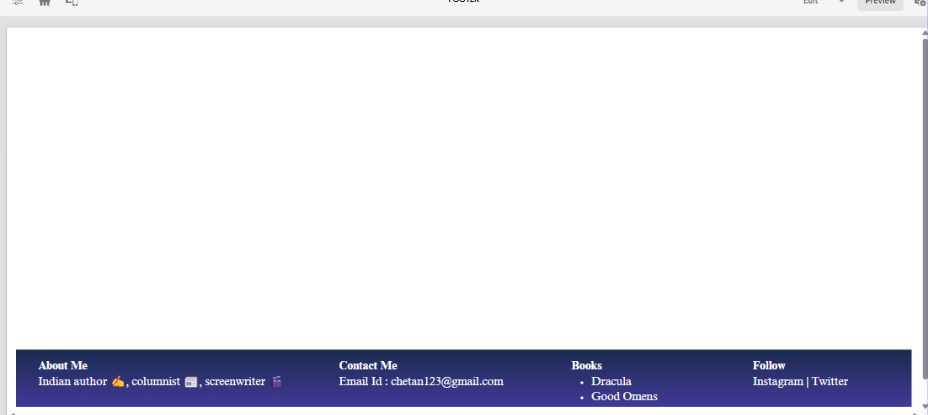 FOOTER
Edit
Preview
About Me
Indian author ✍, columnist 📰, screenwriter 🎬
Contact Me
Email Id : chetan123@gmail.com
Books
• Dracula
• Good Omens
Follow
Instagram | Twitter